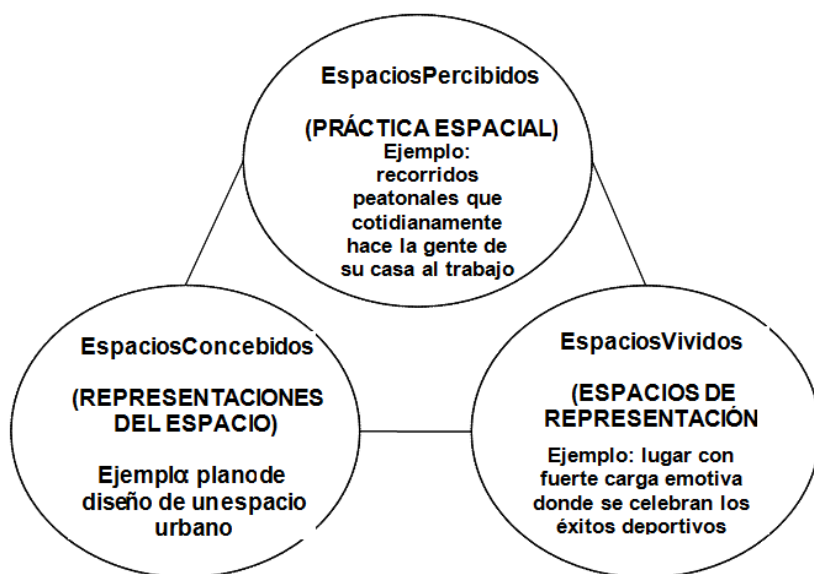 EspaciosPercibidos
(PRÁCTICA ESPACIAL)
Ejemplo:
recorridos
peatonales que
cotidianamente
hace la gente de
su casa al trabajo
EspaciosConcebidos
(REPRESENTACIONES
DEL ESPACIO)
Ejemplα planode
diseño de unespacio
urbano
EspaciosVividos
(ESPACIOS DE
REPRESENTACIÓN
Ejemplo: lugar con
fuerte carga emotiva
donde se celebran los
éxitos deportivos